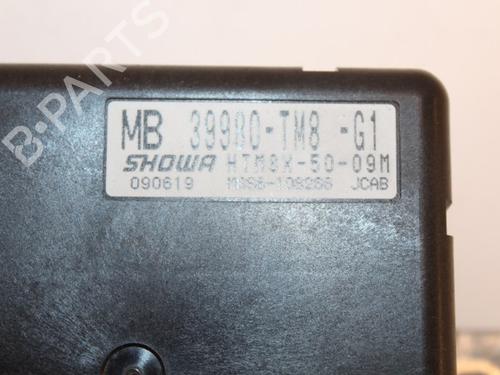 B-PARTS
MB 39980-TM8 -G1
SHOWA HTM8X-50-09M
090619 JCAB